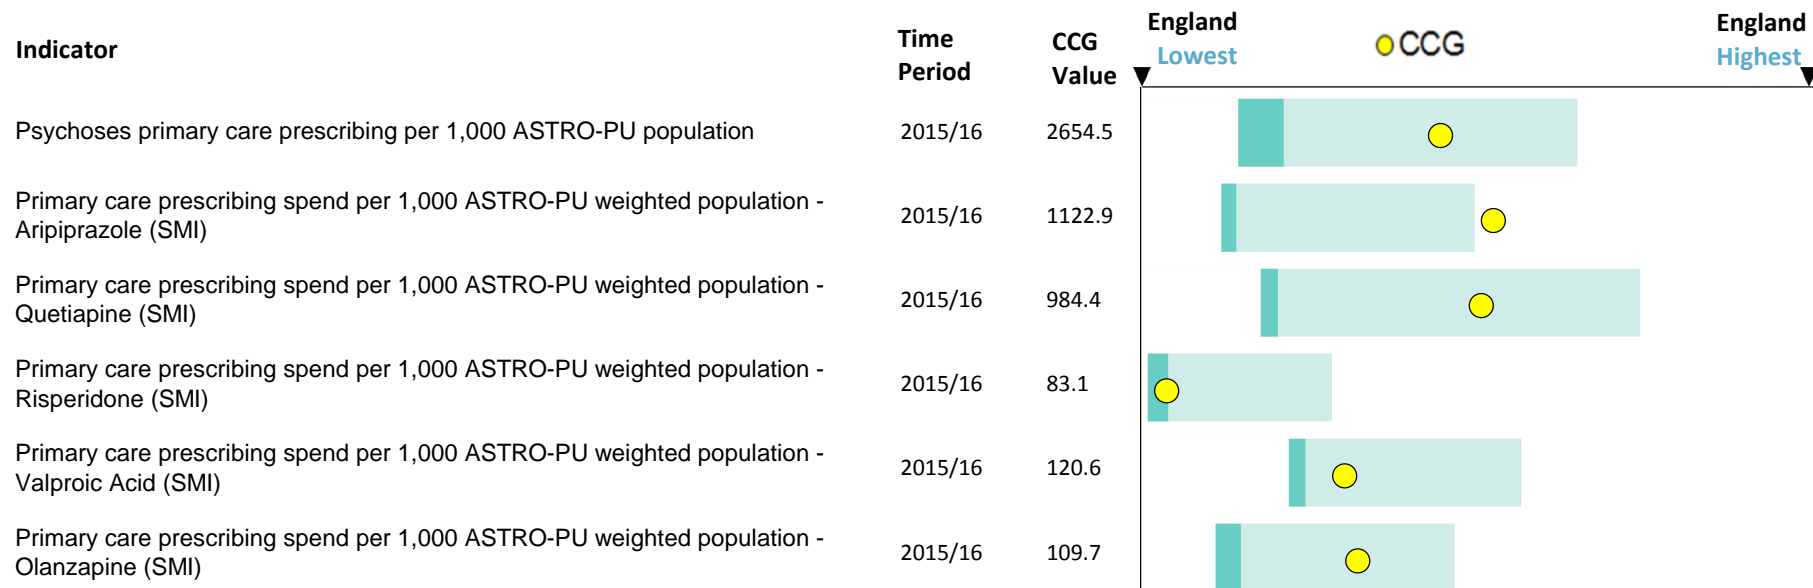 Indicator
Time
Period
CCG
Value
England
Lowest
CCG
England
Highest
Psychoses primary care prescribing per 1,000 ASTRO-PU population 2015/16 2654.5
Primary care prescribing spend per 1,000 ASTRO-PU weighted population -
Aripiprazole (SMI) 2015/16 1122.9
Primary care prescribing spend per 1,000 ASTRO-PU weighted population -
Quetiapine (SMI) 2015/16 984.4
Primary care prescribing spend per 1,000 ASTRO-PU weighted population -
Risperidone (SMI) 2015/16 83.1
Primary care prescribing spend per 1,000 ASTRO-PU weighted population -
Valproic Acid (SMI) 2015/16 120.6
Primary care prescribing spend per 1,000 ASTRO-PU weighted population -
Olanzapine (SMI) 2015/16 109.7